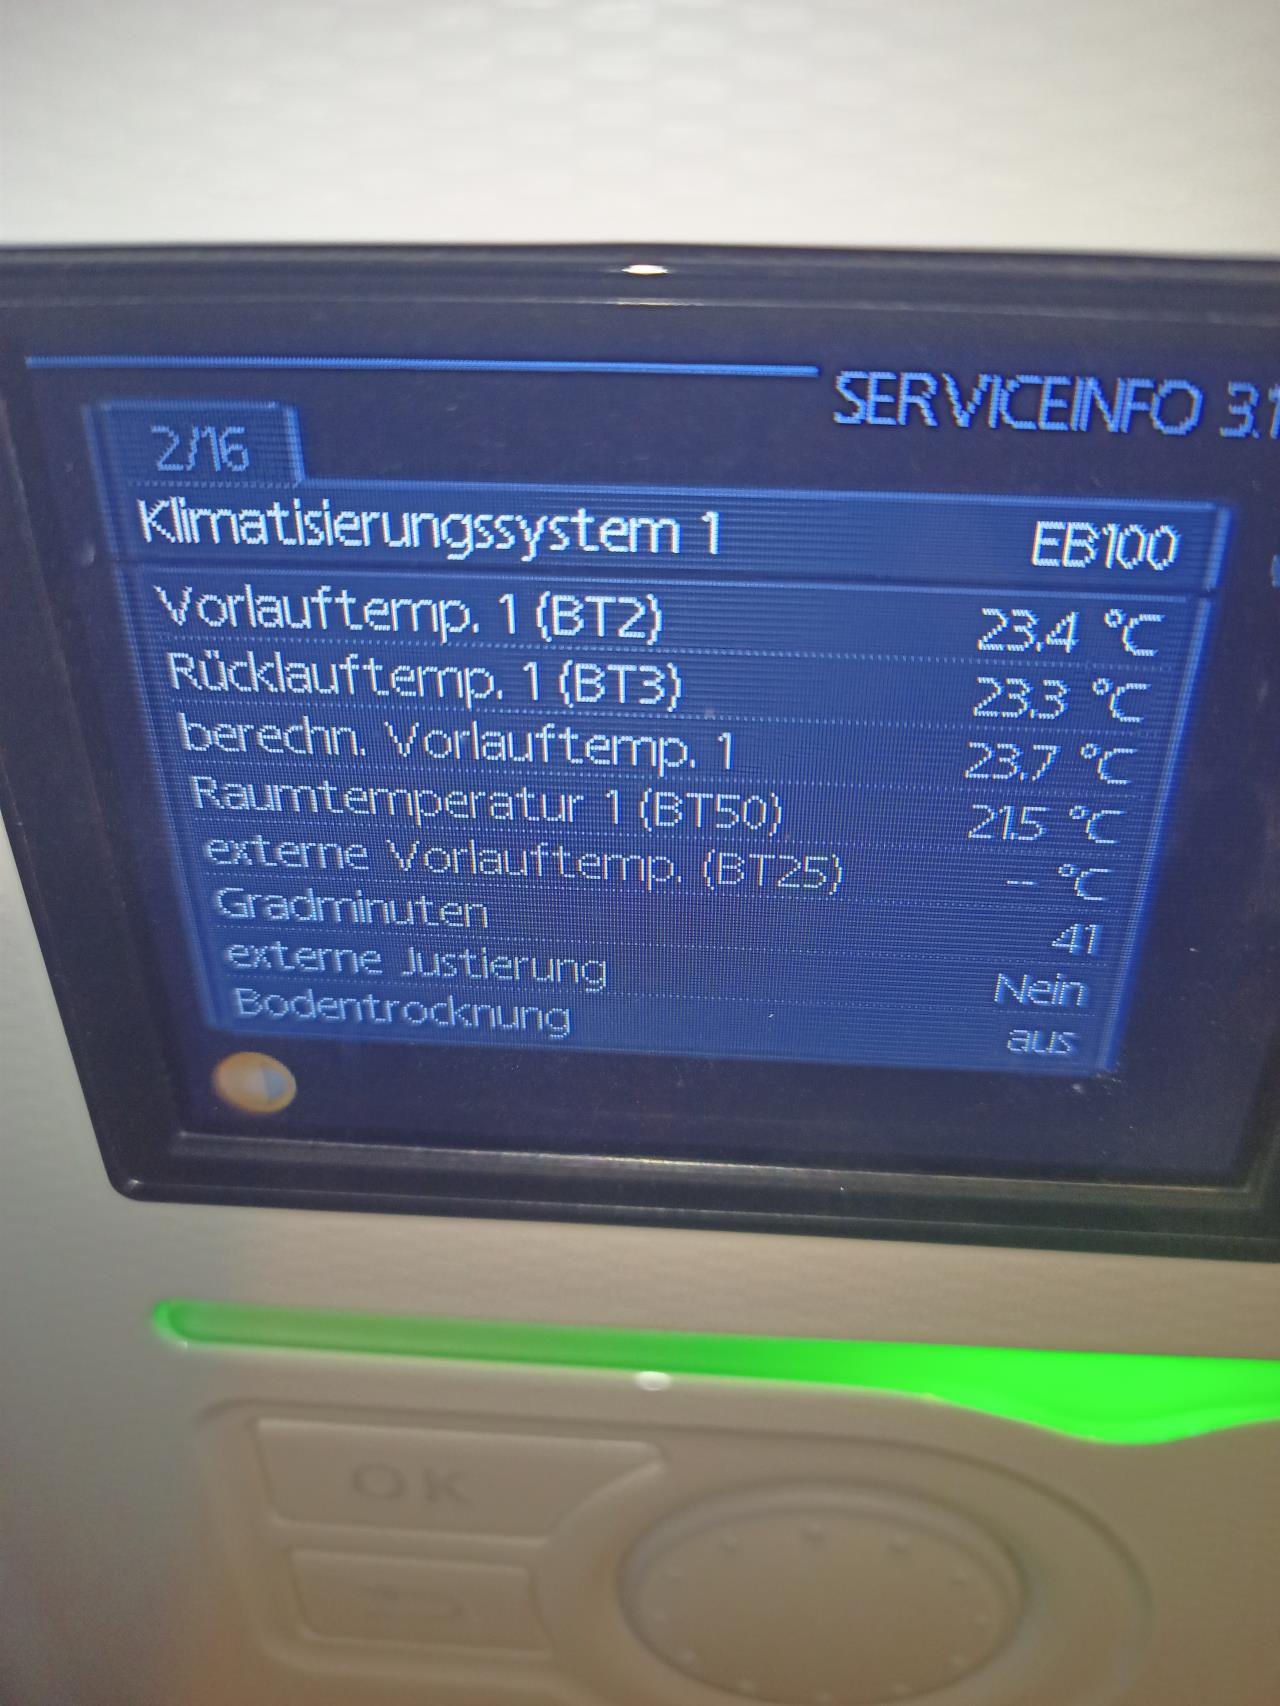 SERVICEINFO 3.1
2/16
Klimatisierungssystem 1 EB100
Vorlauftemp. 1 (BT2) 23.4 °C
Rücklauftemp. 1 (BT3) 23.3 °C
berechn. Vorlauftemp. 1 23.7 °C
Raumtemperatur 1 (BT50) 21.5 °C
externe Vorlauftemp. (BT25) -- °C
Gradminuten 41
externe Justierung Nein
Bodentrocknung aus
OK